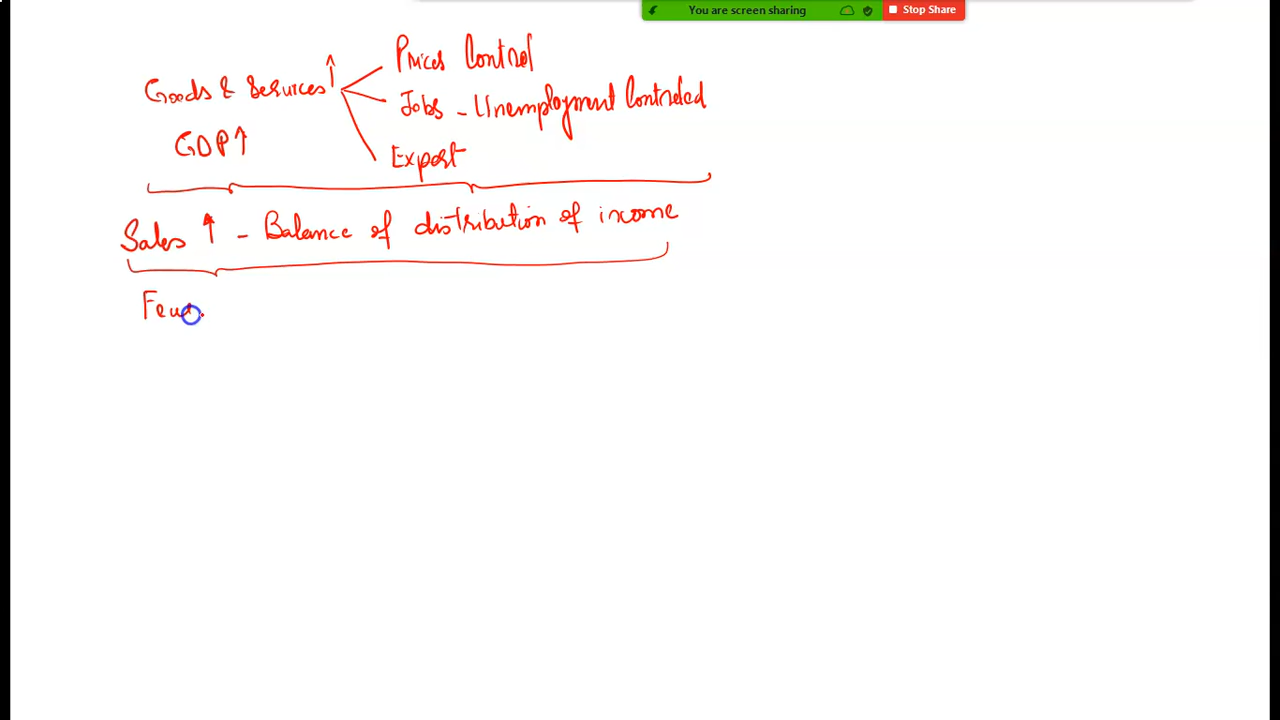 You are screen sharing Stop Share
Goods & Services ↑
GDP ↑
Prices Control
Jobs - Unemployment Controled
Export
Sales ↑ - Balance of distribution of income